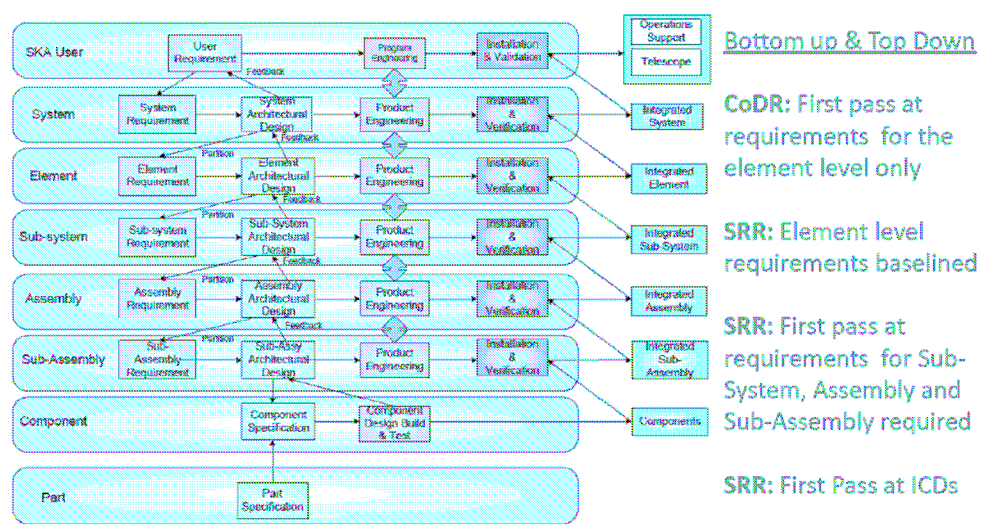 SKA User
User
Requirement
Program
Engineering
Installation
& Validation
Operations
Support
Telescope
Feedback
System
System
Requirement
System
Architectural
Design
Product
Engineering
Installation
&
Verification
Integrated
System
Feedback
Partition
Element
Element
Requirement
Element
Architectural
Design
Product
Engineering
Installation
&
Verification
Integrated
Element
Feedback
Partition
Sub-system
Sub-system
Requirement
Sub-System
Architectural
Design
Product
Engineering
Installation
&
Verification
Integrated
Sub-System
Feedback
Partition
Assembly
Assembly
Requirement
Assembly
Architectural
Design
Product
Engineering
Installation
&
Verification
Integrated
Assembly
Feedback
Partition
Sub-Assembly
Sub-
Assembly
Requirement
Sub-Assy
Architectural
Design
Product
Engineering
Installation
&
Verification
Integrated
Sub-
Assembly
Component
Component
Specification
Component
Design Build
& Test
Components
Part
Part
Specification
Bottom up & Top Down
CoDR: First pass at
requirements for the
element level only
SRR: Element level
requirements baselined
SRR: First pass at
requirements for Sub-
System, Assembly and
Sub-Assembly required
SRR: First Pass at ICDs